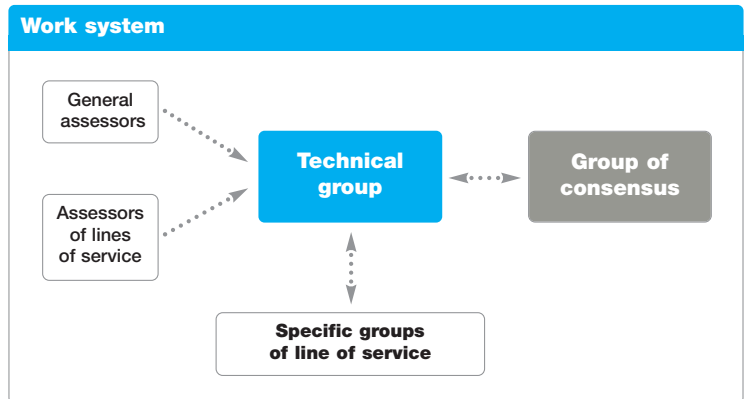 Work system
General
assessors
Technical
group
Group of
consensus
Assessors
of lines
of service
Specific groups
of line of service